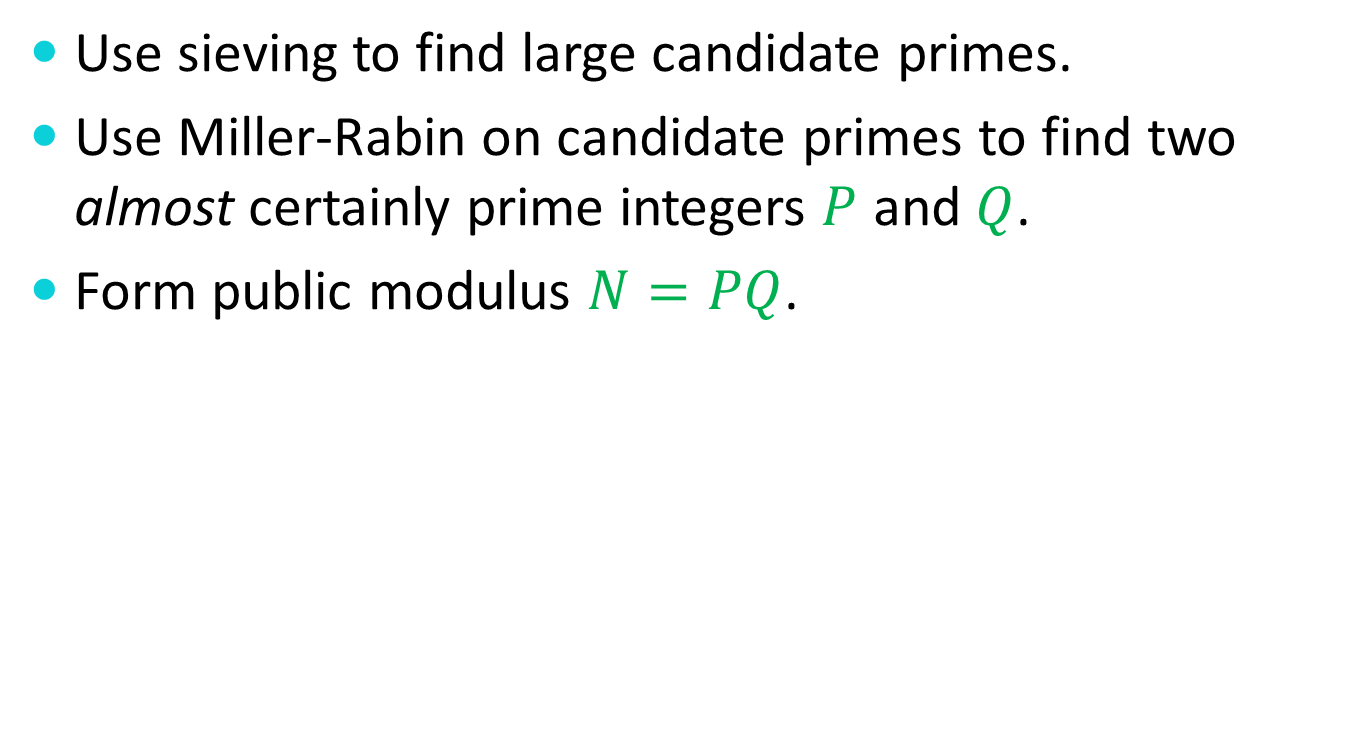 • Use sieving to find large candidate primes.
• Use Miller-Rabin on candidate primes to find two
almost certainly prime integers P and Q.
• Form public modulus N = PQ.